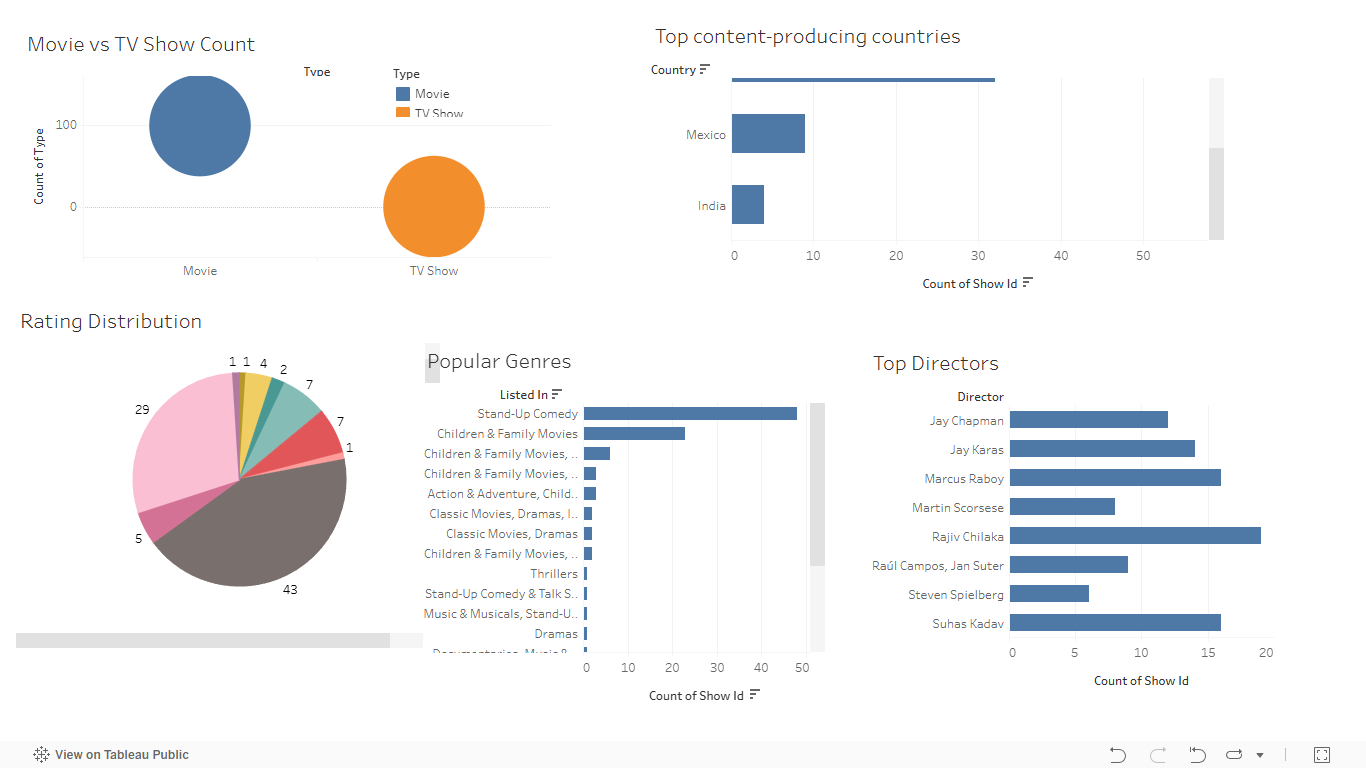 Movie vs TV Show Count
Type
Type
Movie
TV Show
Count of Type
100
0
Movie
TV Show
Top content-producing countries
Country
Mexico
India
0 10 20 30 40 50
Count of Show Id
Rating Distribution
1 1 4 2 7 7 1 43 5 29
Popular Genres
Listed In
Stand-Up Comedy
Children & Family Movies
Children & Family Movies, ..
Children & Family Movies, ..
Action & Adventure, Child..
Classic Movies, Dramas, I..
Classic Movies, Dramas
Children & Family Movies, ..
Thrillers
Stand-Up Comedy & Talk S..
Music & Musicals, Stand-U..
Dramas
Documentaries, Music &..
0 10 20 30 40 50
Count of Show Id
Top Directors
Director
Jay Chapman
Jay Karas
Marcus Raboy
Martin Scorsese
Rajiv Chilaka
Raúl Campos, Jan Suter
Steven Spielberg
Suhas Kadav
0 5 10 15 20
Count of Show Id
View on Tableau Public